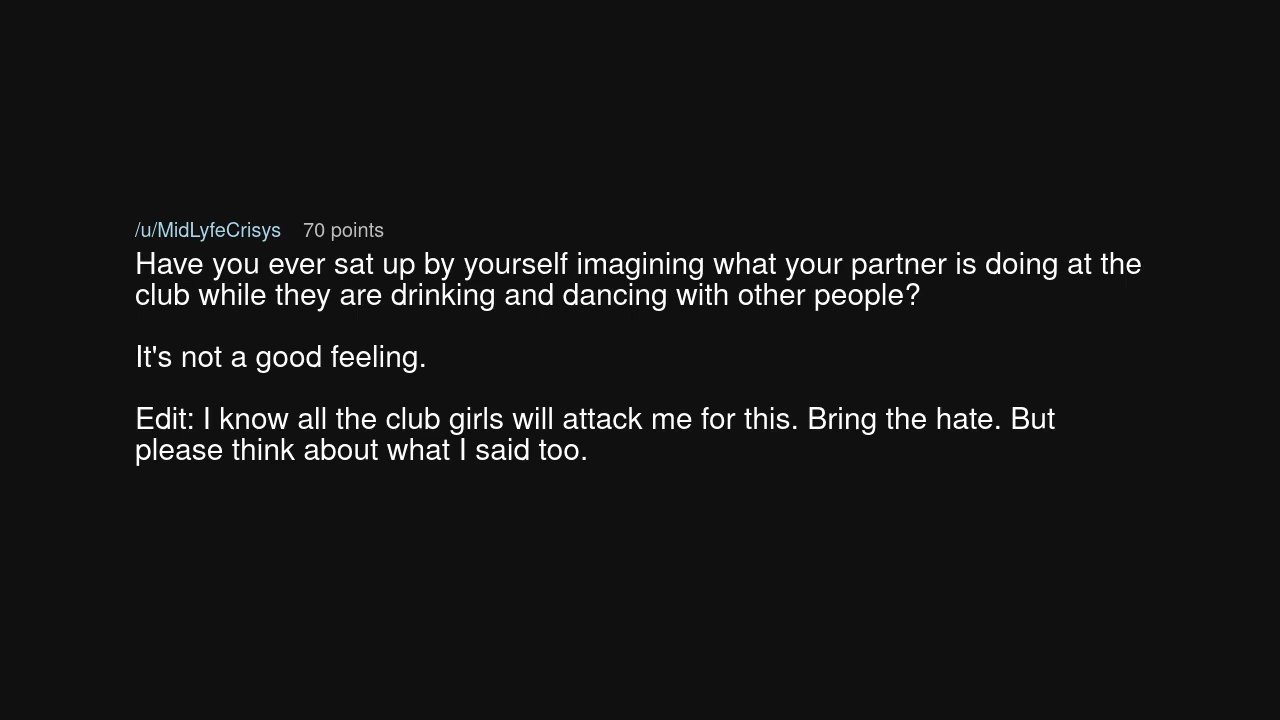 /u/MidLyfeCrisys 70 points
Have you ever sat up by yourself imagining what your partner is doing at the
club while they are drinking and dancing with other people?
It's not a good feeling.
Edit: I know all the club girls will attack me for this. Bring the hate. But
please think about what I said too.